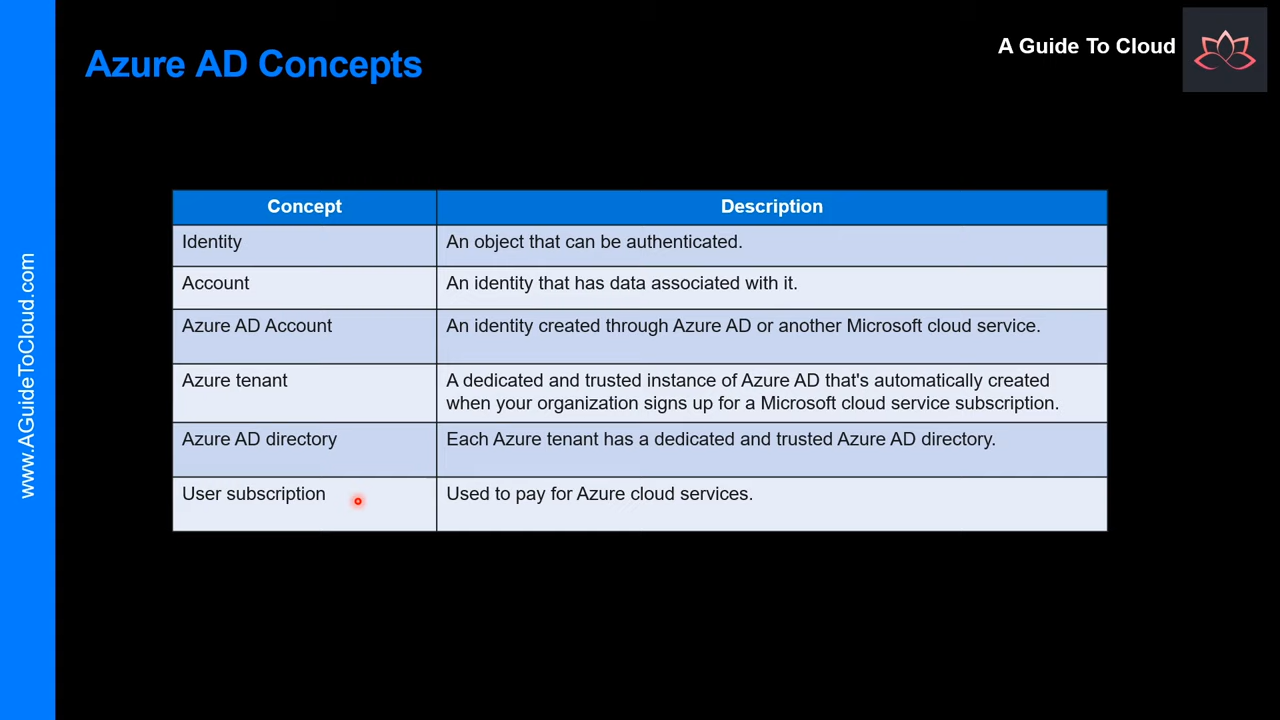 Azure AD Concepts
A Guide To Cloud
www.AGuideToCloud.com
Concept Description
Identity An object that can be authenticated.
Account An identity that has data associated with it.
Azure AD Account An identity created through Azure AD or another Microsoft cloud service.
Azure tenant A dedicated and trusted instance of Azure AD that's automatically created
when your organization signs up for a Microsoft cloud service subscription.
Azure AD directory Each Azure tenant has a dedicated and trusted Azure AD directory.
User subscription Used to pay for Azure cloud services.